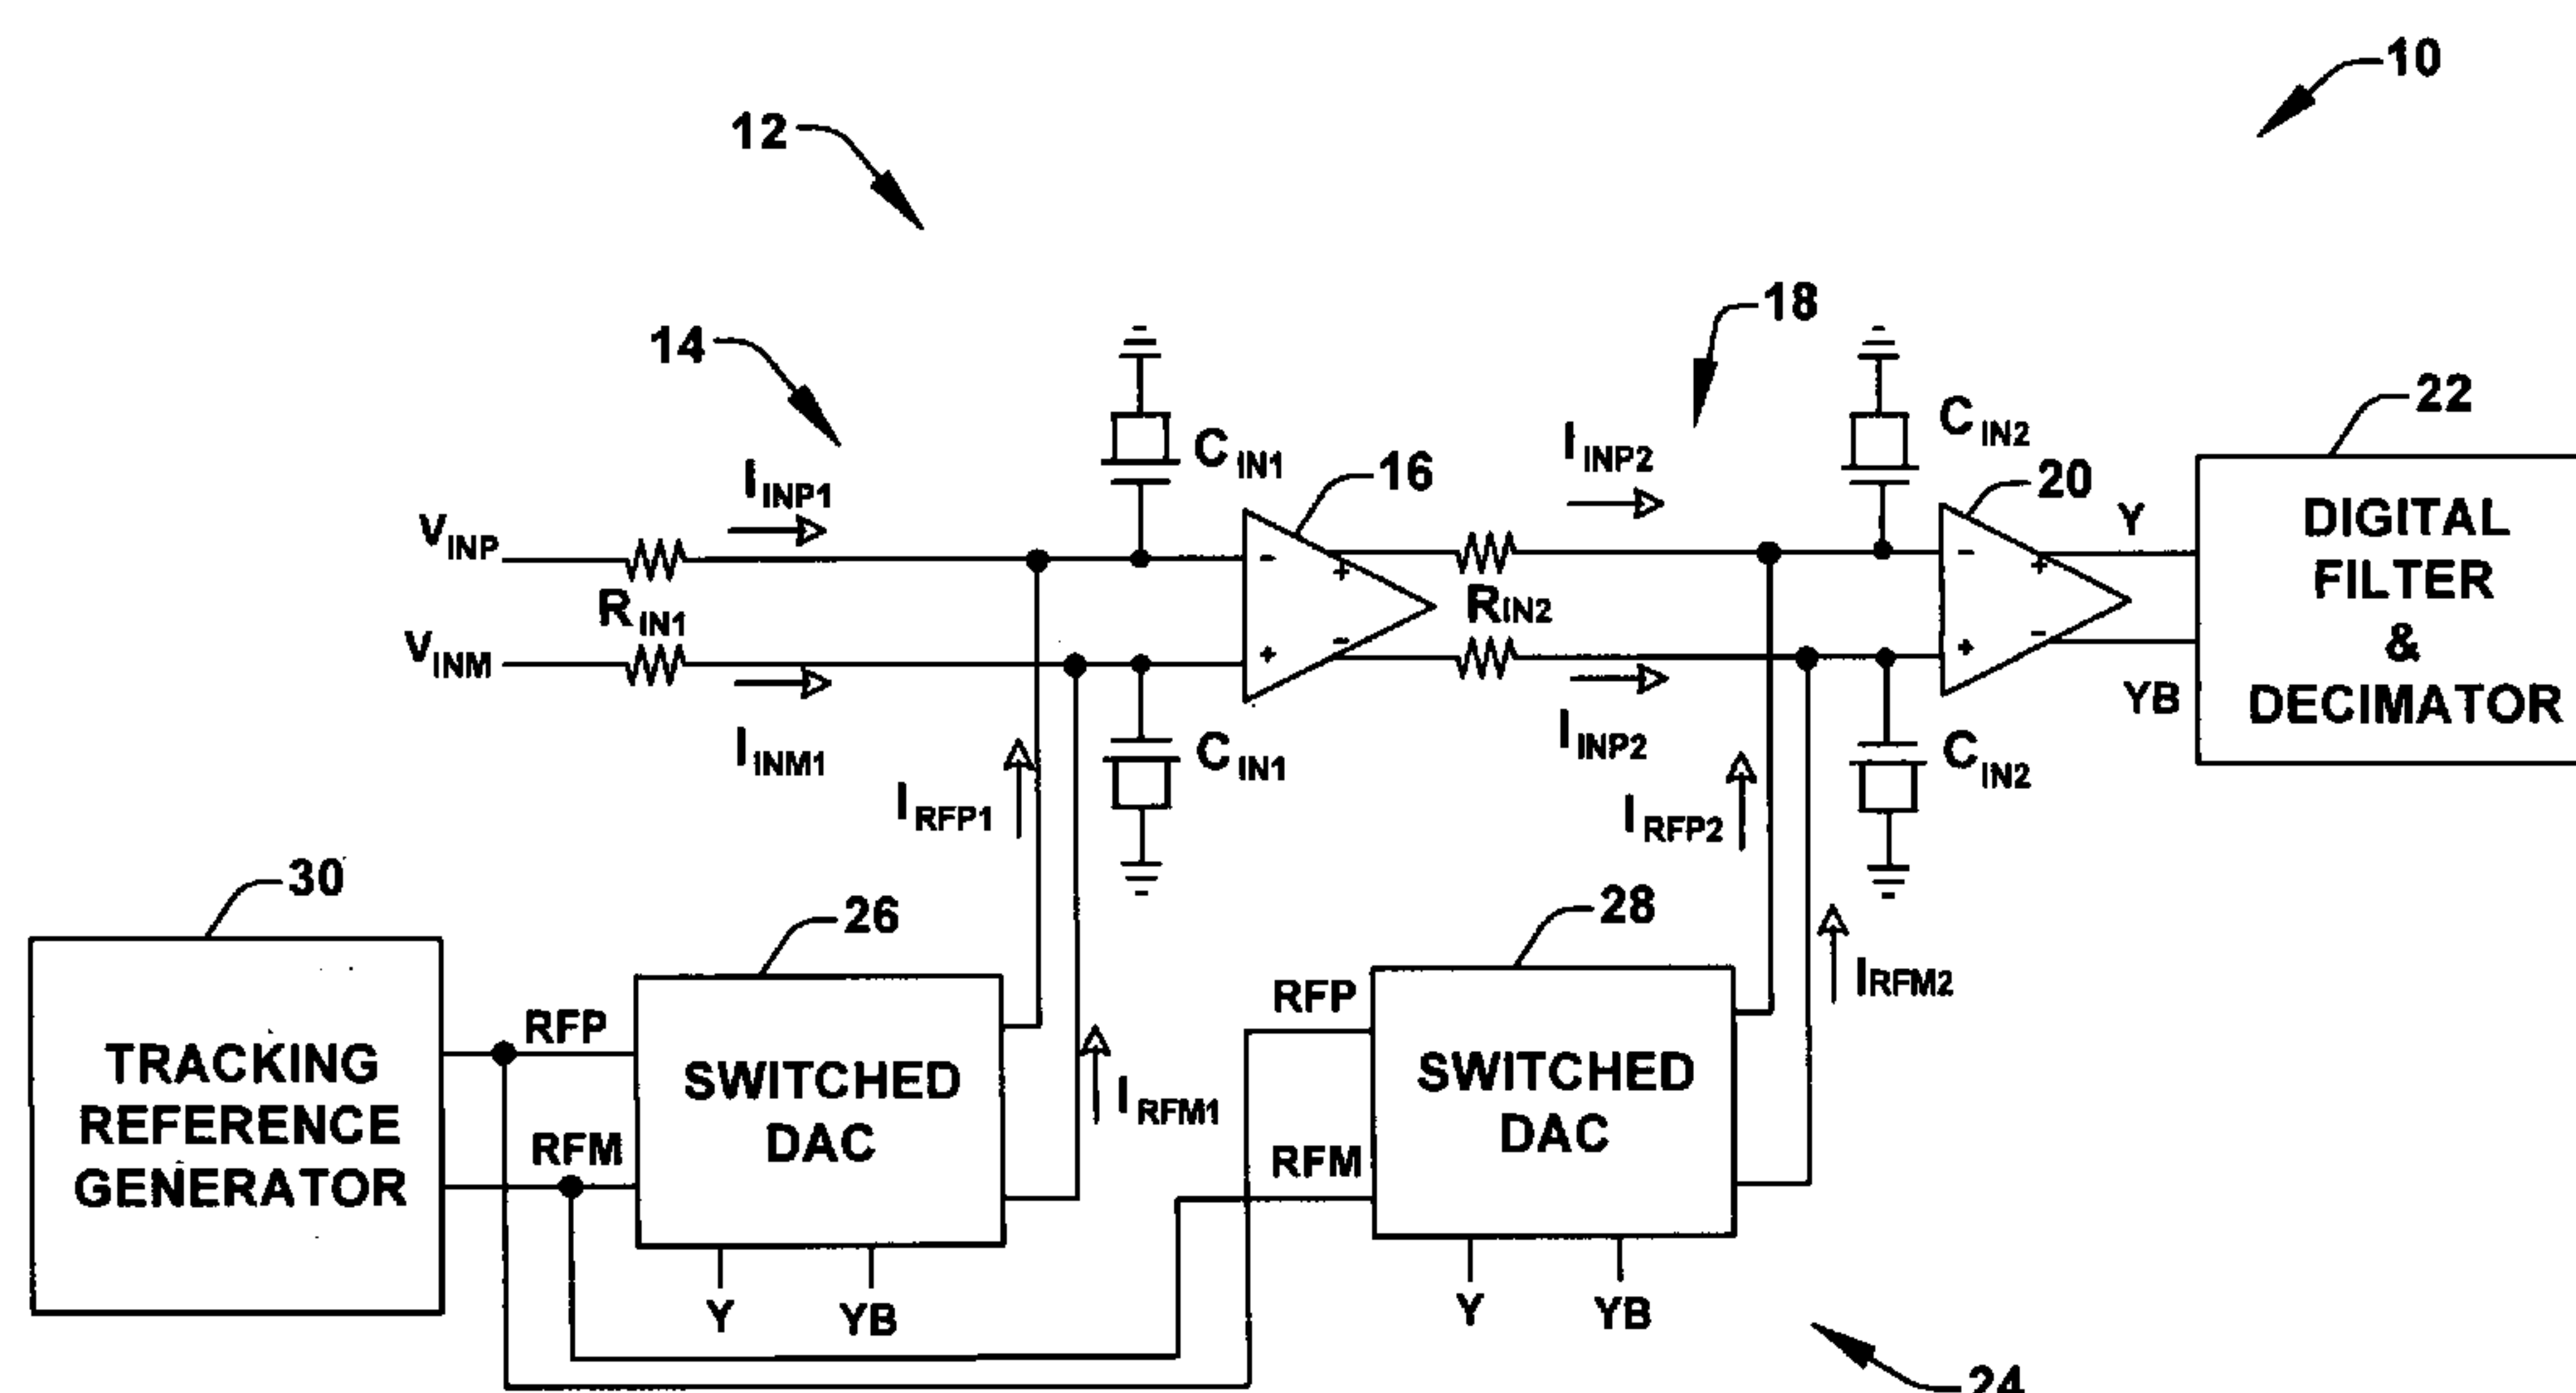 10
12
18
14
22
C IN1
I INP2
C IN2
I INP1
16
20
V INP
Y
DIGITAL
FILTER
&
DECIMATOR
-
+
-
+
R IN1
R IN2
V INM
+
-
+
-
YB
I INM1
C IN1
I INP2
C IN2
I RFP1
I RFP2
30
26
28
I RFM2
RFP
RFP
TRACKING
REFERENCE
GENERATOR
SWITCHED
DAC
SWITCHED
DAC
I RFM1
RFM
RFM
Y
YB
Y
YB
24